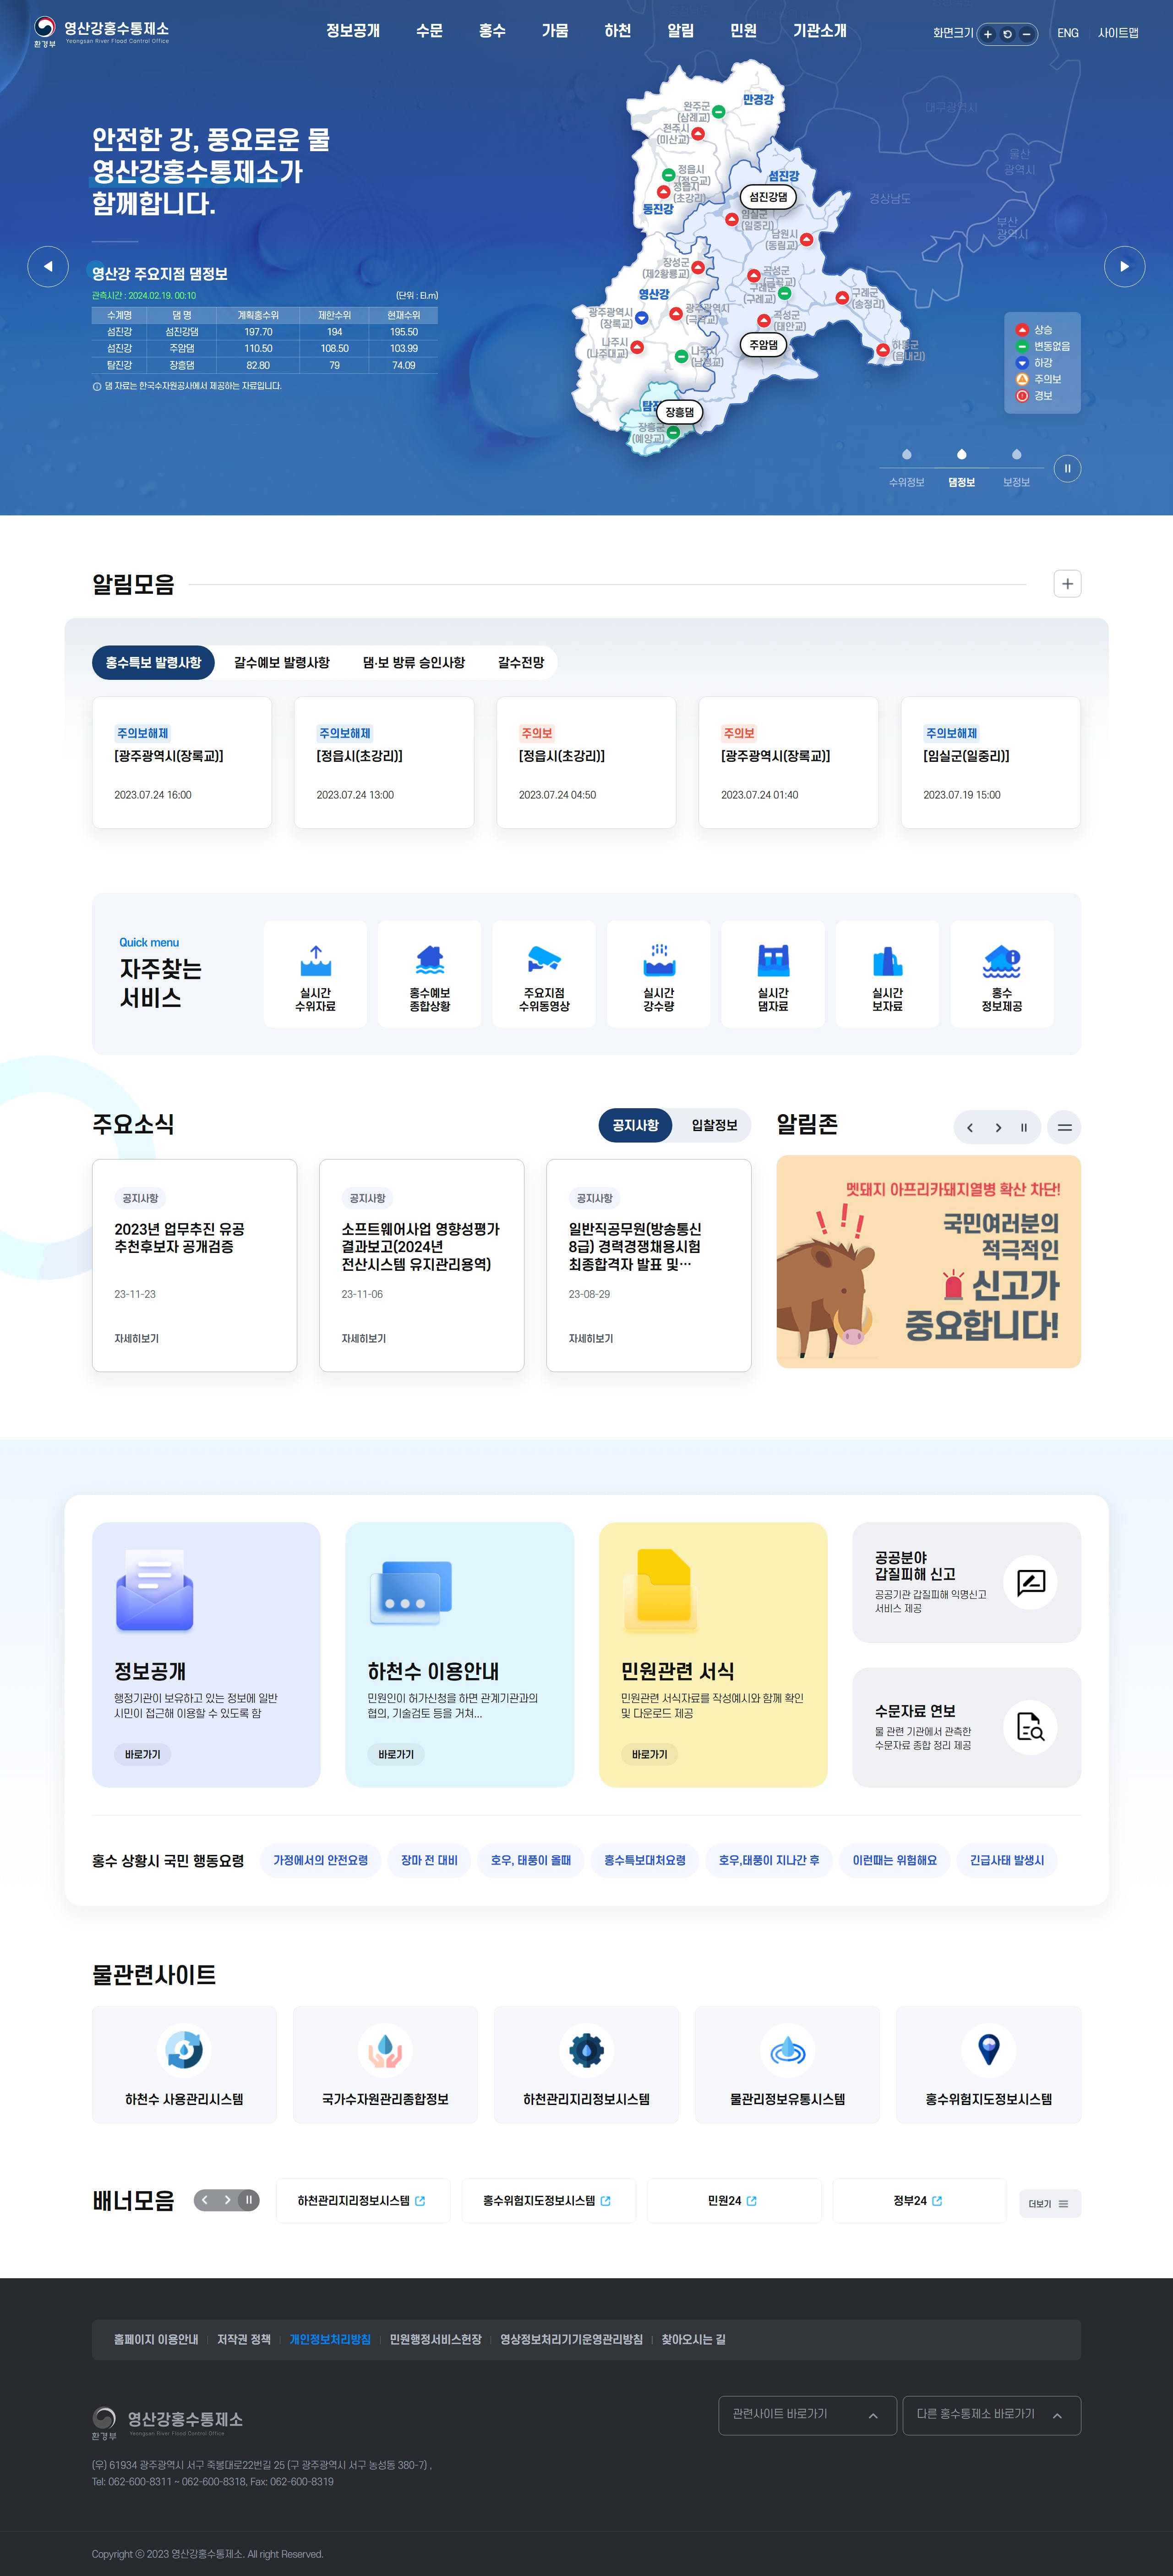 환경부
영산강홍수통제소
Yeongsan River Flood Control Office
정보공개 수문 홍수 가뭄 하천 알림 민원 기관소개
화면크기 ENG 사이트맵
안전한 강, 풍요로운 물
영산강홍수통제소가
함께합니다.
영산강 주요지점 댐정보
관측시간 : 2024.02.19. 00:10 (단위 : El.m)
수계명 댐 명 계획홍수위 제한수위 현재수위
섬진강 섬진강댐 197.70 194 195.50
섬진강 주암댐 110.50 108.50 103.99
탐진강 장흥댐 82.80 79 74.09
댐 자료는 한국수자원공사에서 제공하는 자료입니다.
만경강
완주군
(삼례교)
전주시
(미산교)
정읍시
(초강리)
동진강
섬진강
섬진강댐
임실군
(일중리)
남원시
(동림교)
장성군
(제2황룡교)
곡성군
구례군
(구례교)
구례군
(송정리)
영산강
광주광역시
(장록교)
광주광역시
곡성군
(태안교)
나주시
(나주대교)
나주시
주암댐
하동군
(읍내리)
장흥댐
장흥군
(예양교)
대구광역시
울산
광역시
경상남도
부산
광역시
상승
변동없음
하강
주의보
경보
수위정보 댐정보 보정보
알림모음
홍수특보 발령사항 갈수예보 발령사항 댐·보 방류 승인사항 갈수전망
주의보해제
[광주광역시(장록교)]
2023.07.24 16:00
주의보해제
[정읍시(초강리)]
2023.07.24 13:00
주의보
[정읍시(초강리)]
2023.07.24 04:50
주의보
[광주광역시(장록교)]
2023.07.24 01:40
주의보해제
[임실군(일중리)]
2023.07.19 15:00
Quick menu
자주찾는
서비스
실시간
수위자료
홍수예보
종합상황
주요지점
수위동영상
실시간
강수량
실시간
댐자료
실시간
보자료
홍수
정보제공
주요소식
공지사항 입찰정보
공지사항
2023년 업무추진 유공
추천후보자 공개검증
23-11-23
자세히보기
공지사항
소프트웨어사업 영향성평가
결과보고(2024년
전산시스템 유지관리용역)
23-11-06
자세히보기
공지사항
일반직공무원(방송통신
8급) 경력경쟁채용시험
최종합격자 발표 및…
23-08-29
자세히보기
알림존
멧돼지 아프리카돼지열병 확산 차단!
국민여러분의
적극적인
신고가
중요합니다!
정보공개
행정기관이 보유하고 있는 정보에 일반
시민이 접근해 이용할 수 있도록 함
바로가기
하천수 이용안내
민원인이 허가신청을 하면 관계기관과의
협의, 기술검토 등을 거쳐...
바로가기
민원관련 서식
민원관련 서식자료를 작성예시와 함께 확인
및 다운로드 제공
바로가기
공공분야
갑질피해 신고
공공기관 갑질피해 익명신고
서비스 제공
수문자료 연보
물 관련 기관에서 관측한
수문자료 종합 정리 제공
홍수 상황시 국민 행동요령
가정에서의 안전요령 장마 전 대비 호우, 태풍이 올때 홍수특보대처요령 호우,태풍이 지나간 후 이런때는 위험해요 긴급사태 발생시
물관련사이트
하천수 사용관리시스템
국가수자원관리종합정보
하천관리지리정보시스템
물관리정보유통시스템
홍수위험지도정보시스템
배너모음
하천관리지리정보시스템 홍수위험지도정보시스템 민원24 정부24 더보기
홈페이지 이용안내 저작권 정책 개인정보처리방침 민원행정서비스헌장 영상정보처리기기운영관리방침 찾아오시는 길
환경부
영산강홍수통제소
Yeongsan River Flood Control Office
관련사이트 바로가기 다른 홍수통제소 바로가기
(우) 61934 광주광역시 서구 죽봉대로22번길 25 (구 광주광역시 서구 농성동 380-7) ,
Tel: 062-600-8311 ~ 062-600-8318, Fax: 062-600-8319
Copyright ⓒ 2023 영산강홍수통제소. All right Reserved.